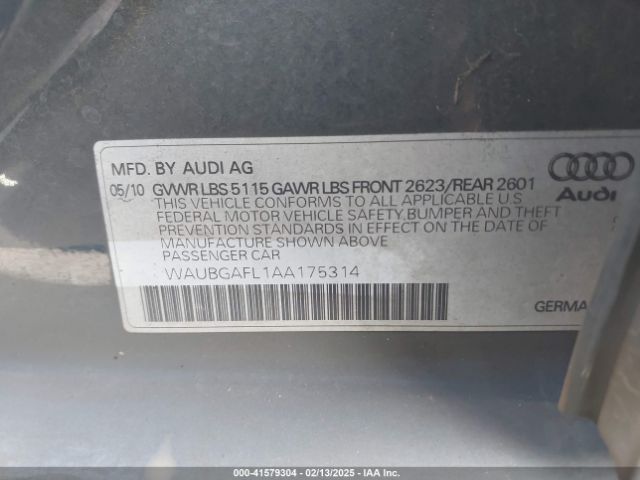 MFD. BY AUDI AG
05/10 GVWR LBS 5115 GAWR LBS FRONT 2623/REAR 2601
THIS VEHICLE CONFORMS TO ALL APPLICABLE U.S
FEDERAL MOTOR VEHICLE SAFETY,BUMPER AND THEFT
PREVENTION STANDARDS IN EFFECT ON THE DATE OF
MANUFACTURE SHOWN ABOVE
PASSENGER CAR
WAUBGAFL1AA175314
Audi
GERMA
00-41579304 - 02/13/2025 - IAA Inc.